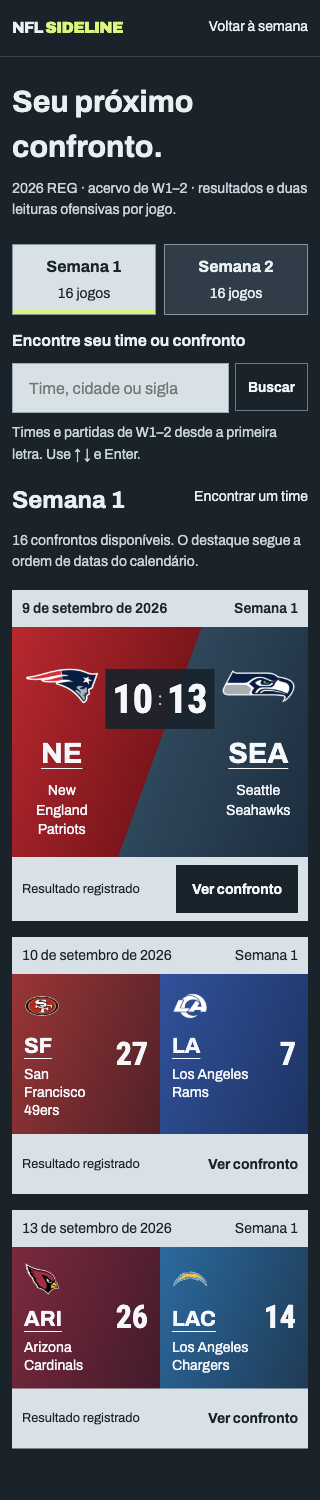 NFL SIDELINE
Voltar à semana
Seu próximo
confronto.
2026 REG · acervo de W1–2 · resultados e duas
leituras ofensivas por jogo.
Semana 1
16 jogos
Semana 2
16 jogos
Encontre seu time ou confronto
Time, cidade ou sigla
Buscar
Times e partidas de W1–2 desde a primeira
letra. Use ↑↓ e Enter.
Semana 1
Encontrar um time
16 confrontos disponíveis. O destaque segue a
ordem de datas do calendário.
9 de setembro de 2026
Semana 1
10 : 13
NE
New
England
Patriots
SEA
Seattle
Seahawks
Resultado registrado
Ver confronto
10 de setembro de 2026
Semana 1
SF
27
San
Francisco
49ers
LA
7
Los Angeles
Rams
Resultado registrado
Ver confronto
13 de setembro de 2026
Semana 1
ARI
26
Arizona
Cardinals
LAC
14
Los Angeles
Chargers
Resultado registrado
Ver confronto